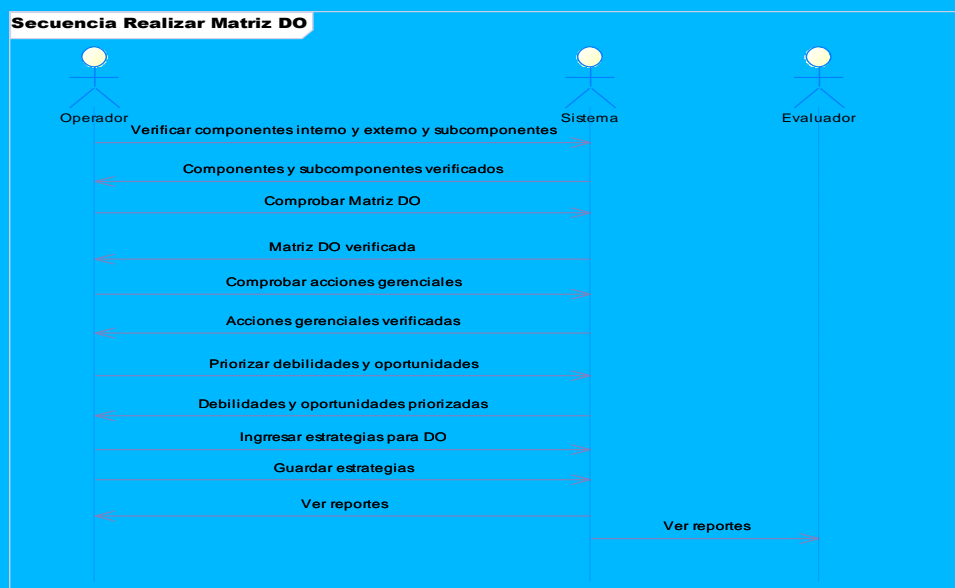 Secuencia Realizar Matriz DO
Operador
Sistema
Evaluador
Verificar componentes interno y externo y subcomponentes
Componentes y subcomponentes verificados
Comprobar Matriz DO
Matriz DO verificada
Comprobar acciones gerenciales
Acciones gerenciales verificadas
Priorizar debilidades y oportunidades
Debilidades y oportunidades priorizadas
Ingrresar estrategias para DO
Guardar estrategias
Ver reportes
Ver reportes